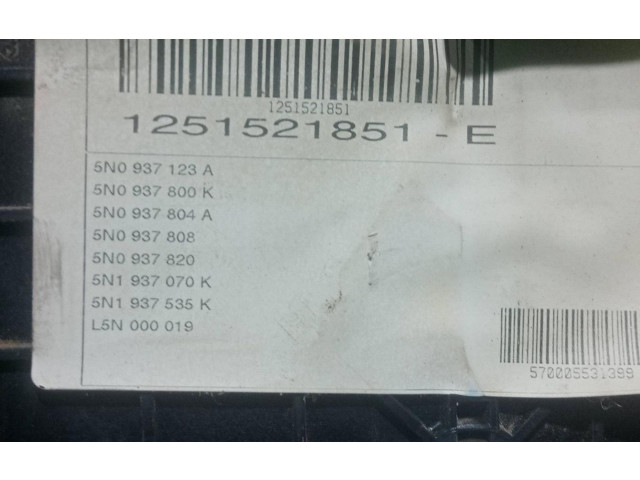 1251521851
1251521851 - E
5N0 937 123 A
5N0 937 800 K
5N0 937 804 A
5N0 937 808
5N0 937 820
5N1 937 070 K
5N1 937 535 K
L5N 000 019
570005531399